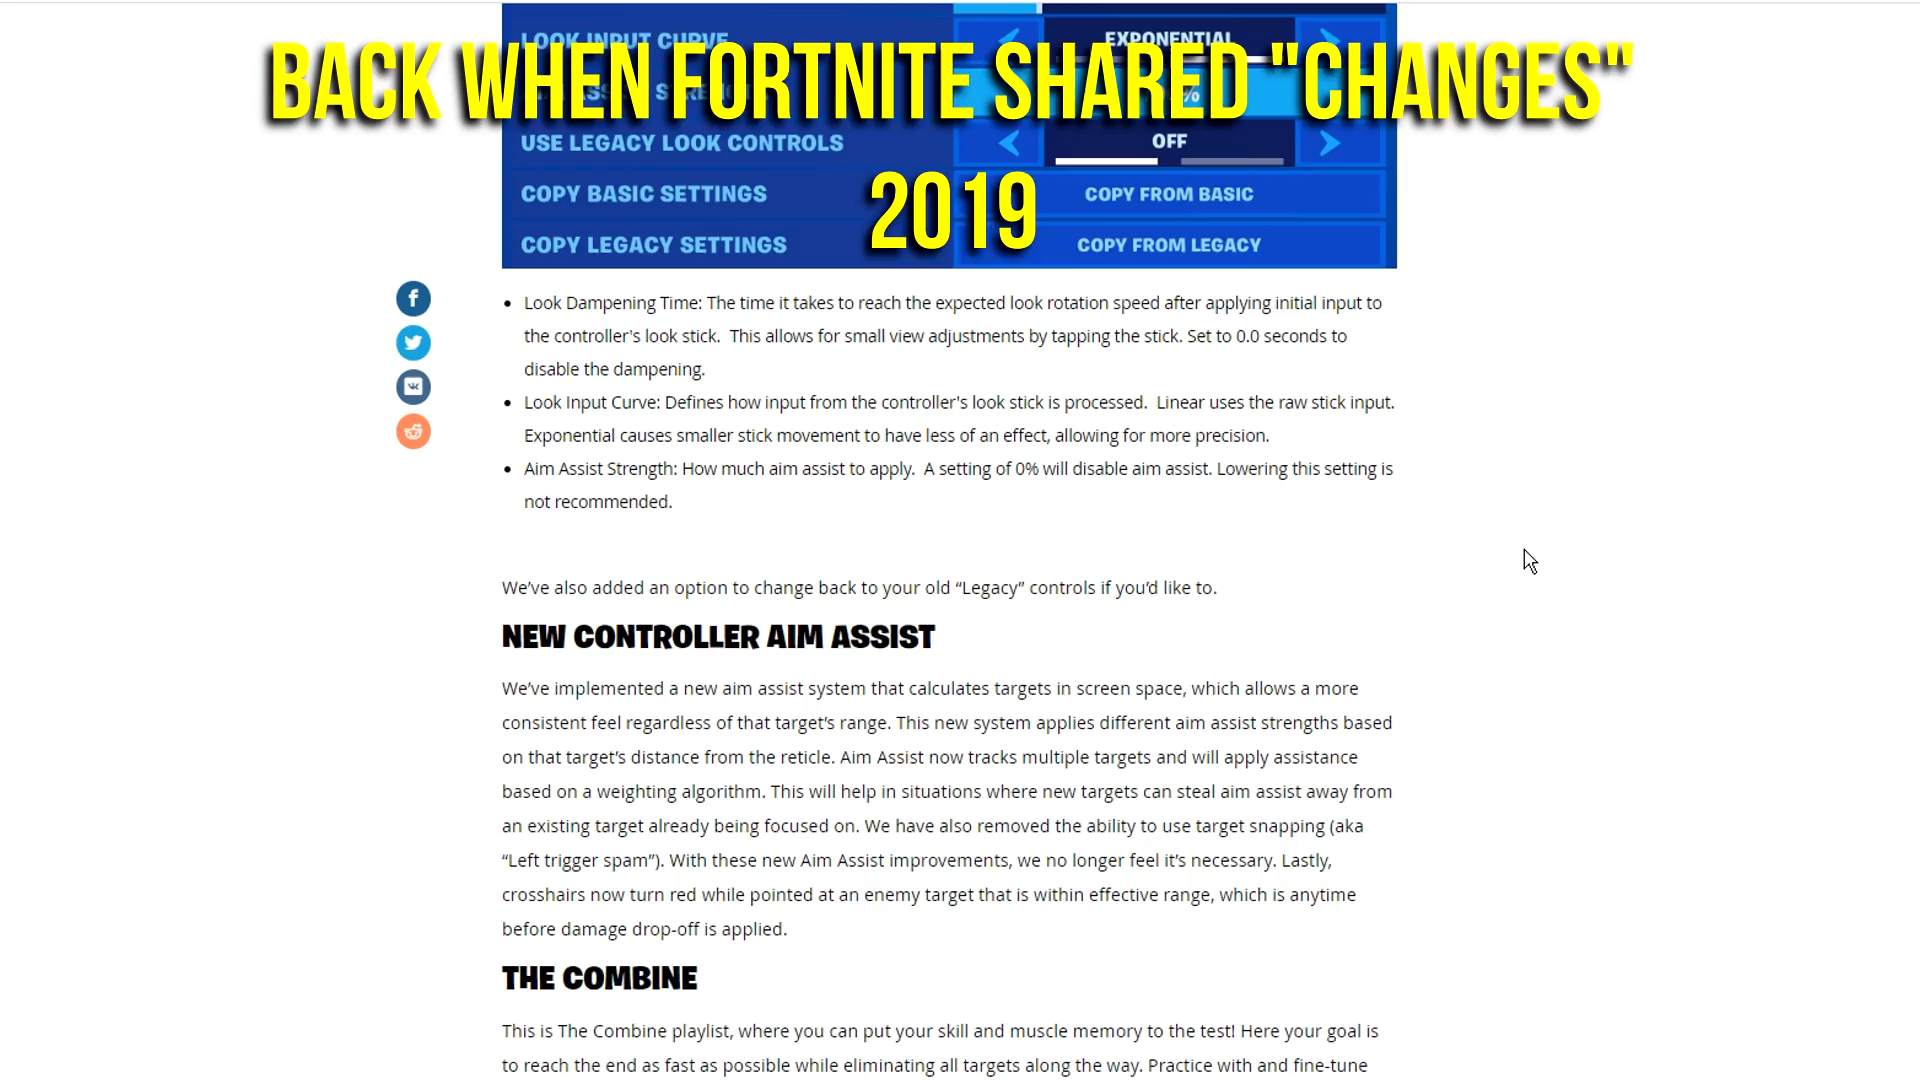 LOOK INPUT CURVE
EXPONENTIAL
BACK WHEN FORTNITE SHARED "CHANGES"
2019
USE LEGACY LOOK CONTROLS
OFF
COPY BASIC SETTINGS
COPY FROM BASIC
COPY LEGACY SETTINGS
COPY FROM LEGACY
• Look Dampening Time: The time it takes to reach the expected look rotation speed after applying initial input to
the controller's look stick.  This allows for small view adjustments by tapping the stick. Set to 0.0 seconds to
disable the dampening.
• Look Input Curve: Defines how input from the controller's look stick is processed.  Linear uses the raw stick input.
Exponential causes smaller stick movement to have less of an effect, allowing for more precision.
• Aim Assist Strength: How much aim assist to apply.  A setting of 0% will disable aim assist. Lowering this setting is
not recommended.
We’ve also added an option to change back to your old “Legacy” controls if you’d like to.
NEW CONTROLLER AIM ASSIST
We’ve implemented a new aim assist system that calculates targets in screen space, which allows a more
consistent feel regardless of that target’s range. This new system applies different aim assist strengths based
on that target’s distance from the reticle. Aim Assist now tracks multiple targets and will apply assistance
based on a weighting algorithm. This will help in situations where new targets can steal aim assist away from
an existing target already being focused on. We have also removed the ability to use target snapping (aka
“Left trigger spam”). With these new Aim Assist improvements, we no longer feel it’s necessary. Lastly,
crosshairs now turn red while pointed at an enemy target that is within effective range, which is anytime
before damage drop-off is applied.
THE COMBINE
This is The Combine playlist, where you can put your skill and muscle memory to the test! Here your goal is
to reach the end as fast as possible while eliminating all targets along the way. Practice with and fine-tune